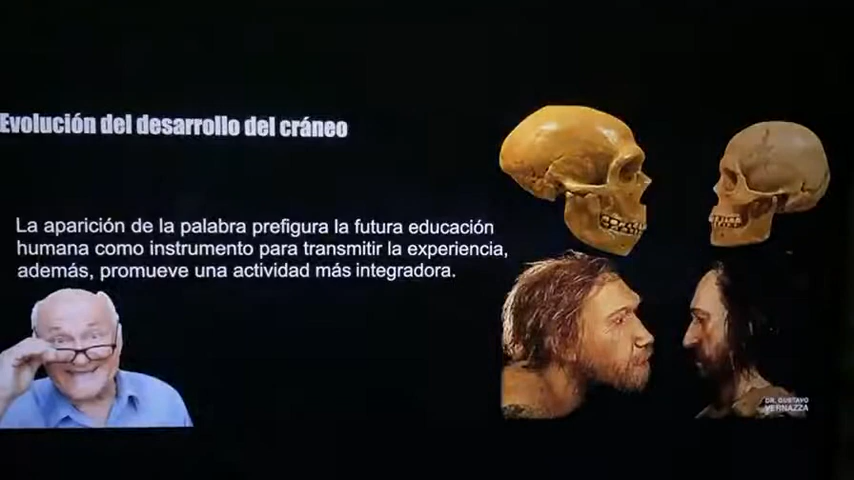 Evolución del desarrollo del cráneo
La aparición de la palabra prefigura la futura educación
humana como instrumento para transmitir la experiencia,
además, promueve una actividad más integradora.
DR. GUSTAVO
VERNAZZA